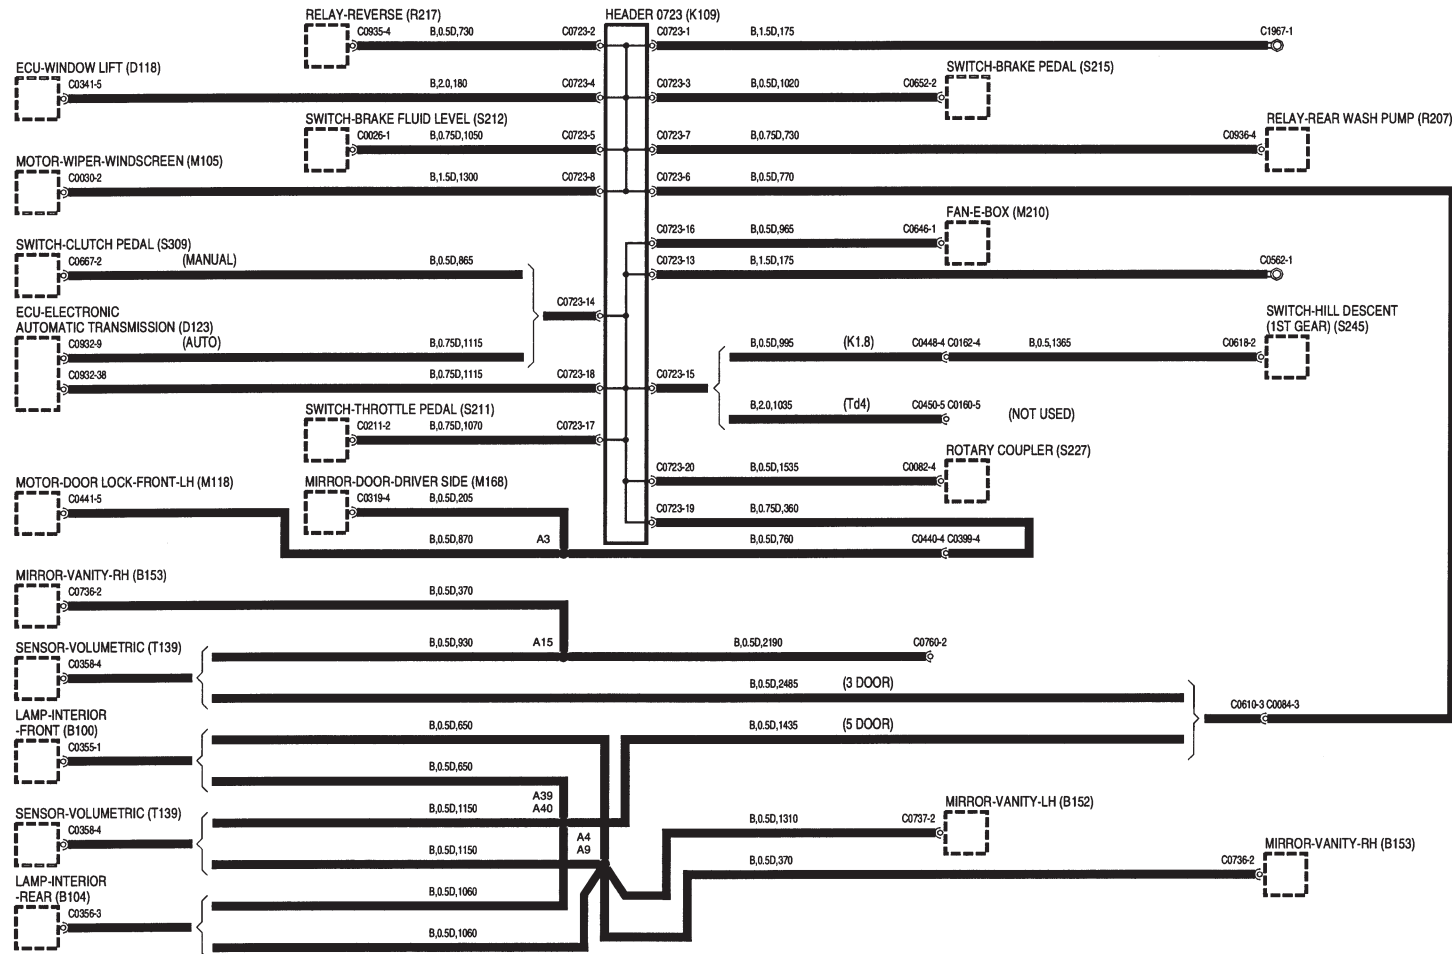 RELAY-REVERSE (R217)
HEADER 0723 (K109)
C0935-4 B,0.5D,730 C0723-2 C0723-1 B,1.5D,175 C1967-1
ECU-WINDOW LIFT (D118)
SWITCH-BRAKE PEDAL (S215)
C0341-5 B,2.0,180 C0723-4 C0723-3 B,0.5D,1020 C0652-2
SWITCH-BRAKE FLUID LEVEL (S212)
RELAY-REAR WASH PUMP (R207)
C0026-1 B,0.75D,1050 C0723-5 C0723-7 B,0.75D,730 C0936-4
MOTOR-WIPER-WINDSCREEN (M105)
C0030-2 B,1.5D,1300 C0723-8 C0723-6 B,0.5D,770
FAN-E-BOX (M210)
C0723-16 B,0.5D,965 C0646-1
SWITCH-CLUTCH PEDAL (S309)
C0667-2 (MANUAL) B,0.5D,865 C0723-13 B,1.5D,175 C0562-1
C0723-14
ECU-ELECTRONIC
AUTOMATIC TRANSMISSION (D123)
SWITCH-HILL DESCENT
(1ST GEAR) (S245)
C0932-9 (AUTO) B,0.75D,1115 B,0.5D,995 (K1.8) C0448-4 C0162-4 B,0.5,1365 C0618-2
C0932-38 B,0.75D,1115 C0723-18 C0723-15
SWITCH-THROTTLE PEDAL (S211)
B,2.0,1035 (Td4) C0450-5 C0160-5 (NOT USED)
C0211-2 B,0.75D,1070 C0723-17
ROTARY COUPLER (S227)
C0723-20 B,0.5D,1535 C0082-4
MOTOR-DOOR LOCK-FRONT-LH (M118)
MIRROR-DOOR-DRIVER SIDE (M168)
C0441-5 C0319-4 B,0.5D,205 C0723-19 B,0.75D,360
B,0.5D,870 A3 B,0.5D,760 C0440-4 C0399-4
MIRROR-VANITY-RH (B153)
C0736-2 B,0.5D,370
SENSOR-VOLUMETRIC (T139)
B,0.5D,930 A15 B,0.5D,2190 C0760-2
C0358-4
B,0.5D,2485 (3 DOOR)
C0610-3 C0084-3
LAMP-INTERIOR
-FRONT (B100)
B,0.5D,650 B,0.5D,1435 (5 DOOR)
C0355-1
B,0.5D,650
A39
A40
SENSOR-VOLUMETRIC (T139)
B,0.5D,1150
MIRROR-VANITY-LH (B152)
C0358-4 B,0.5D,1310 C0737-2
A4
A9
MIRROR-VANITY-RH (B153)
B,0.5D,1150 B,0.5D,370 C0736-2
LAMP-INTERIOR
-REAR (B104)
B,0.5D,1060
C0356-3
B,0.5D,1060